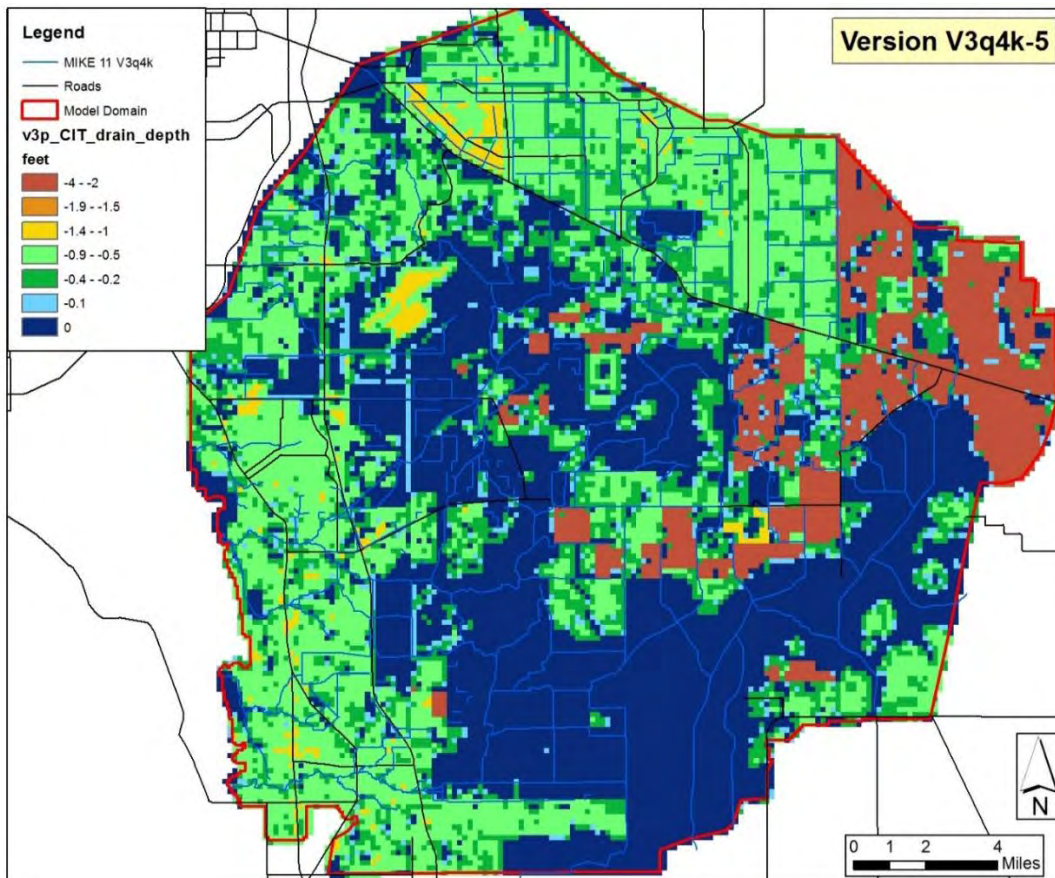 Legend
MIKE 11 V3q4k
Roads
Model Domain
v3p_CIT_drain_depth
feet
-4 - -2
-1.9 - -1.5
-1.4 - -1
-0.9 - -0.5
-0.4 - -0.2
-0.1
0
Version V3q4k-5
N
0 1 2 4
Miles